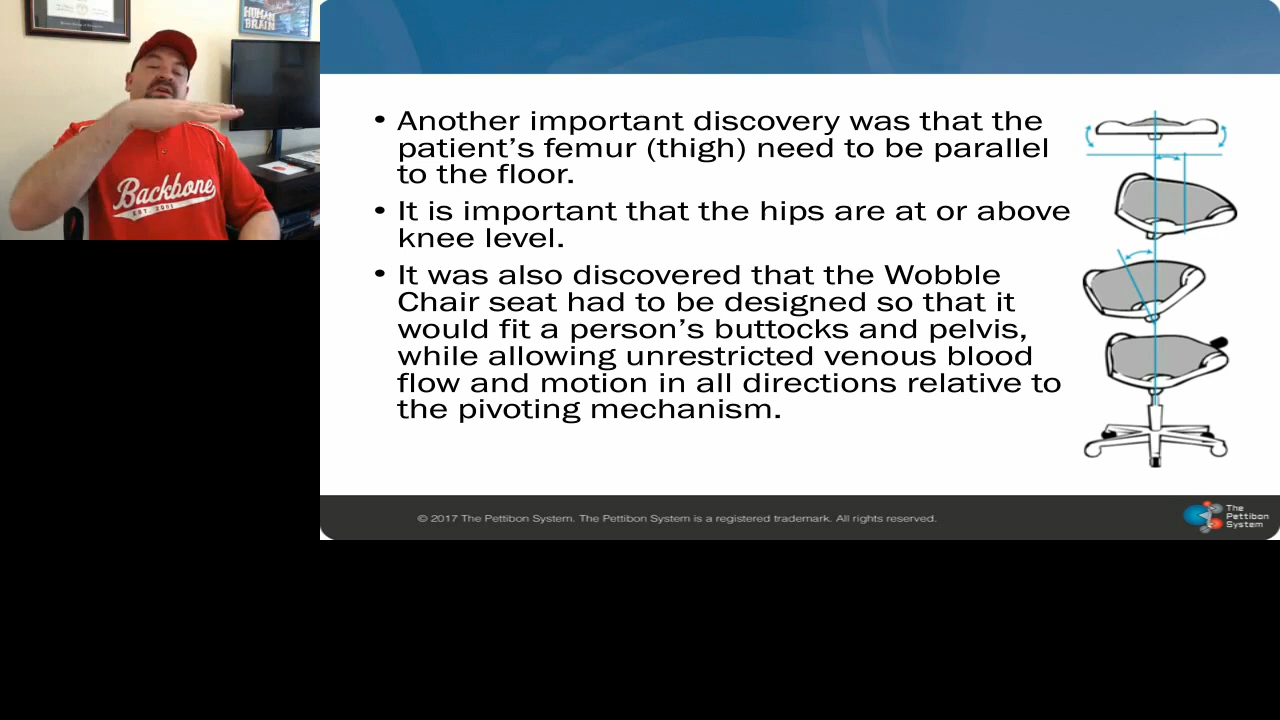 HUMAN
BRAIN
Backbone
EST. 2001
• Another important discovery was that the
patient’s femur (thigh) need to be parallel
to the floor.
• It is important that the hips are at or above
knee level.
• It was also discovered that the Wobble
Chair seat had to be designed so that it
would fit a person’s buttocks and pelvis,
while allowing unrestricted venous blood
flow and motion in all directions relative to
the pivoting mechanism.
© 2017 The Pettibon System. The Pettibon System is a registered trademark. All rights reserved.
The
Pettibon
System